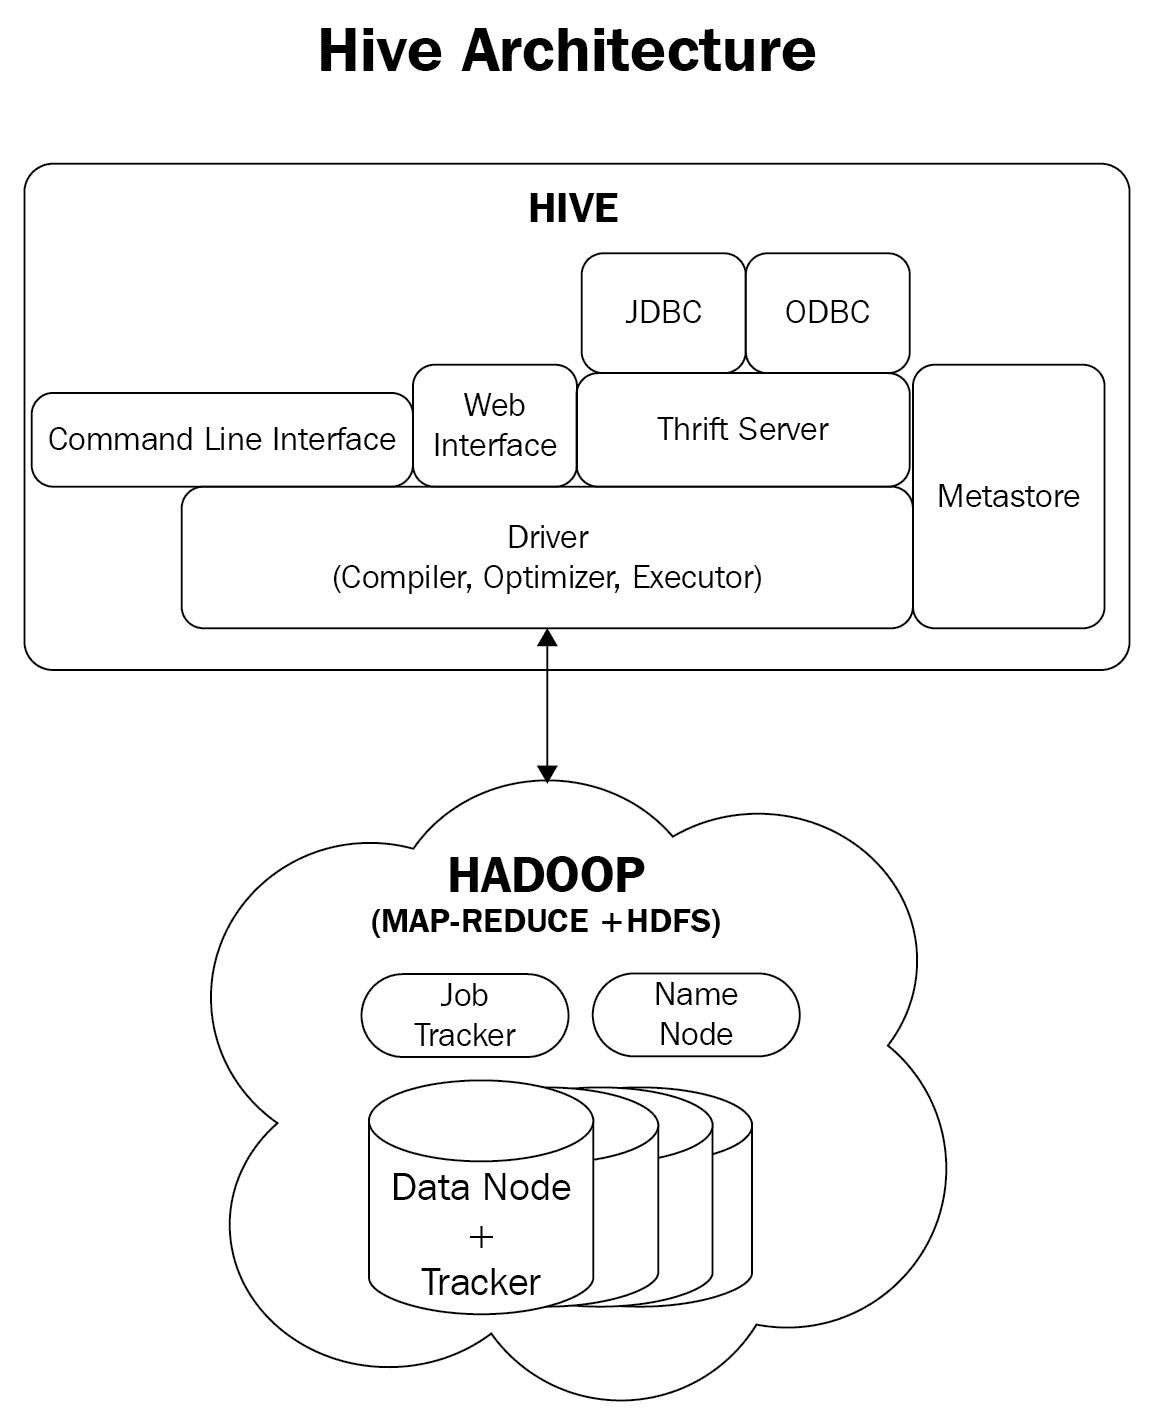 Hive Architecture
HIVE
JDBC
ODBC
Command Line Interface
Web
Interface
Thrift Server
Metastore
Driver
(Compiler, Optimizer, Executor)
HADOOP
(MAP-REDUCE +HDFS)
Job
Tracker
Name
Node
Data Node
+
Tracker